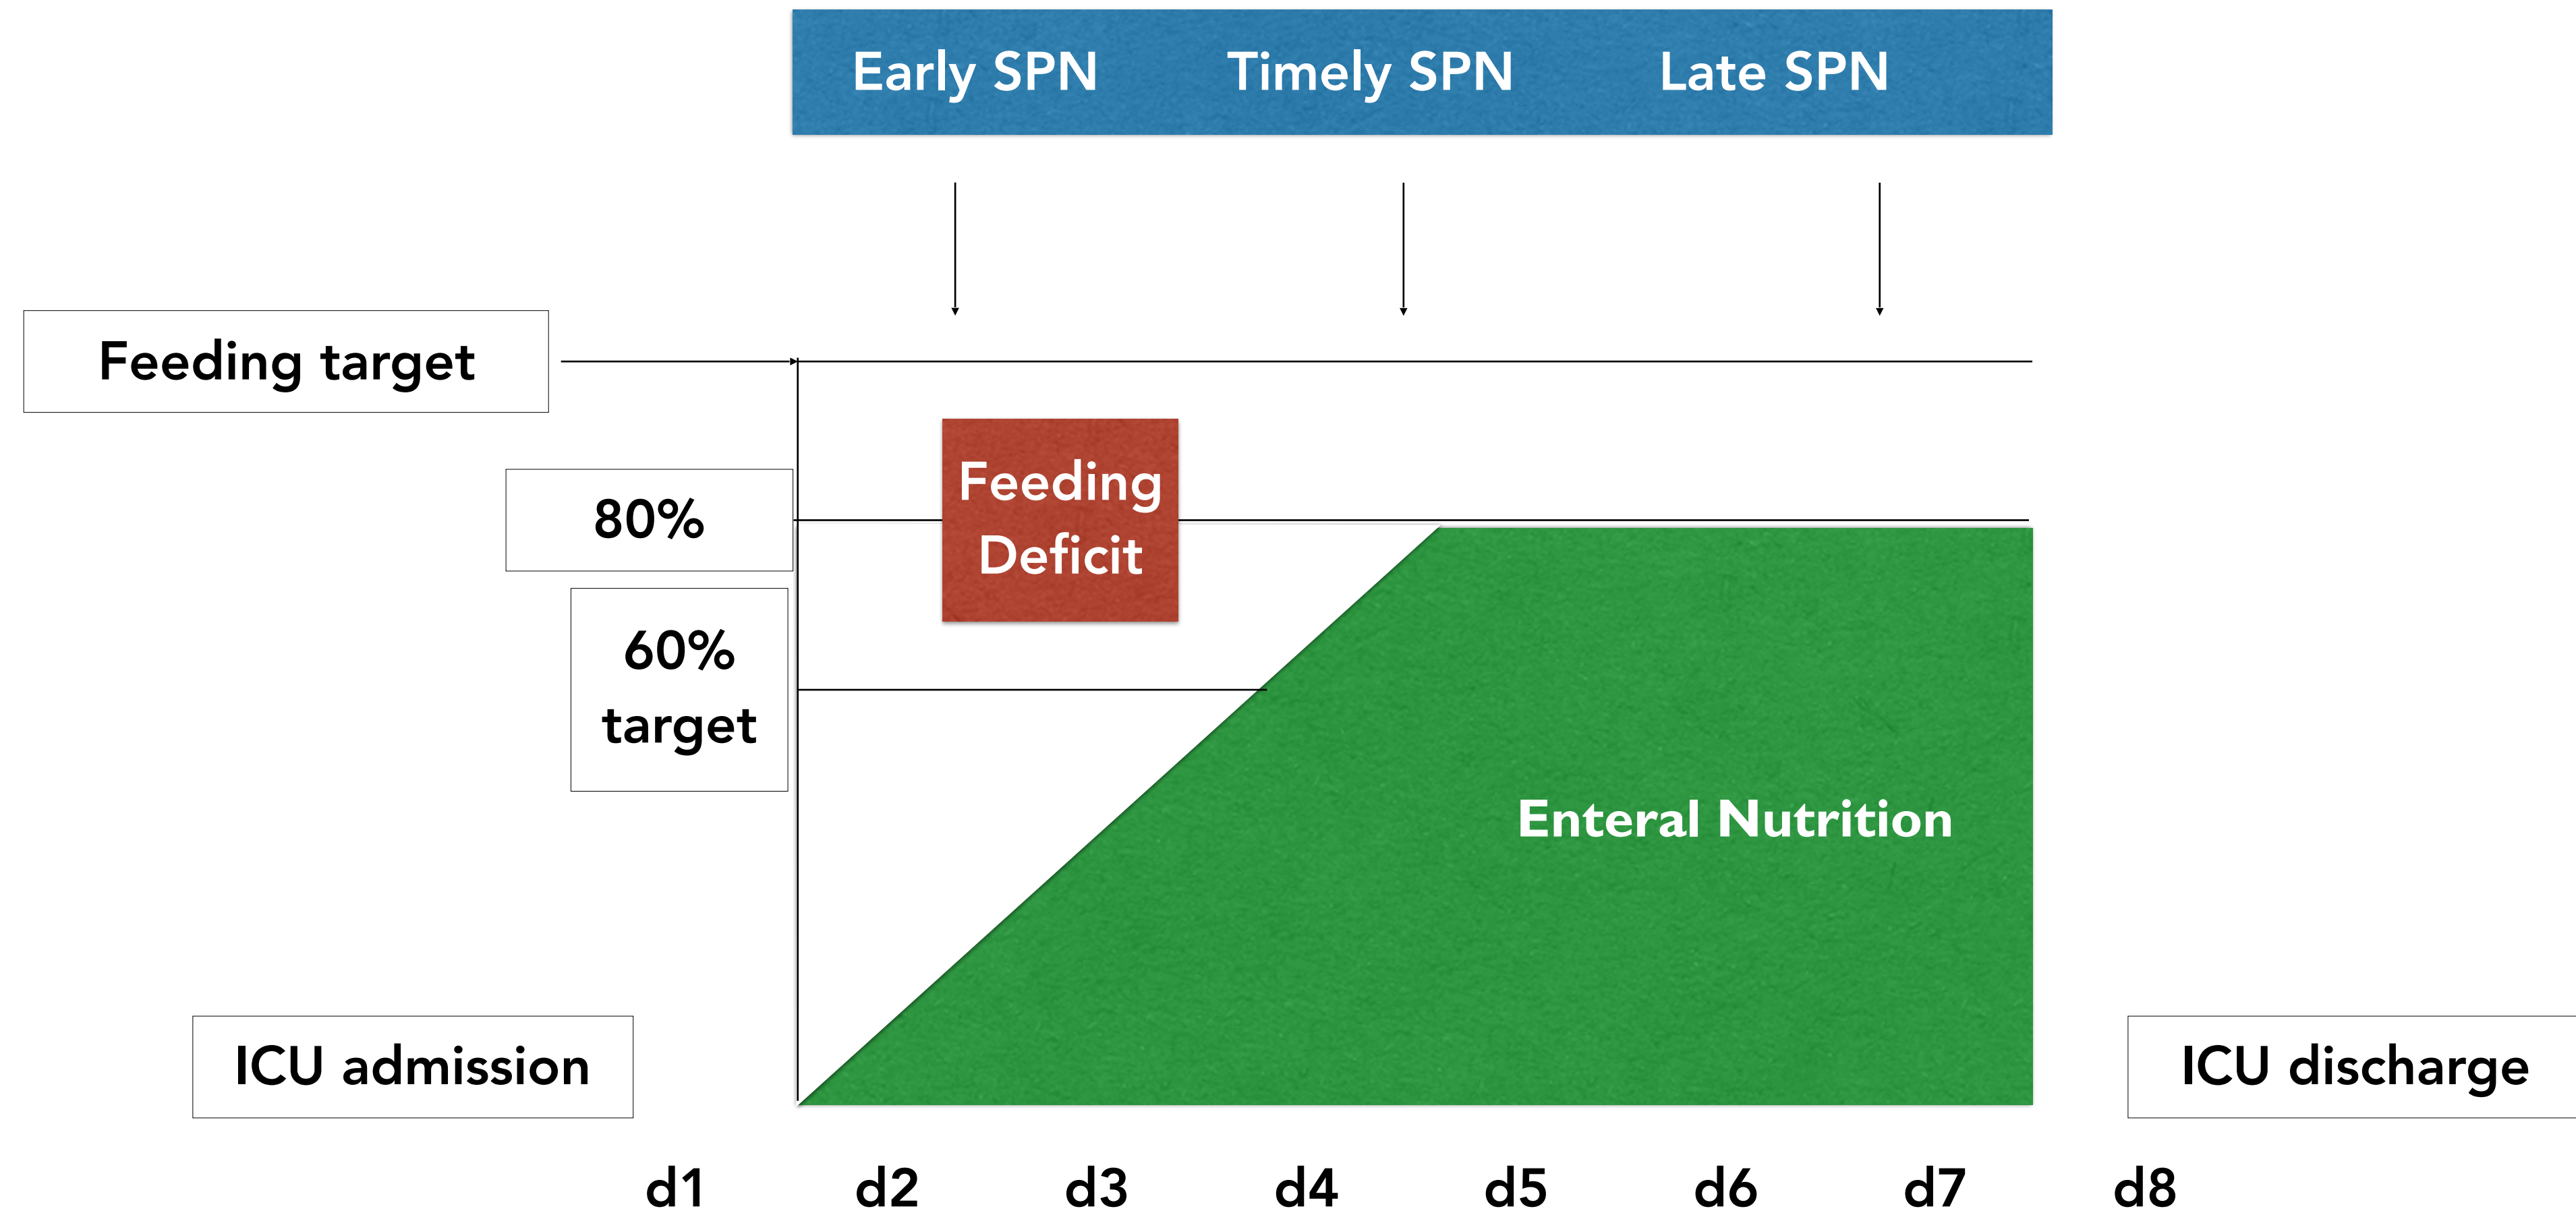 Early SPN Timely SPN Late SPN
Feeding target
Feeding
Deficit
80%
60%
target
Enteral Nutrition
ICU admission
ICU discharge
d1 d2 d3 d4 d5 d6 d7 d8